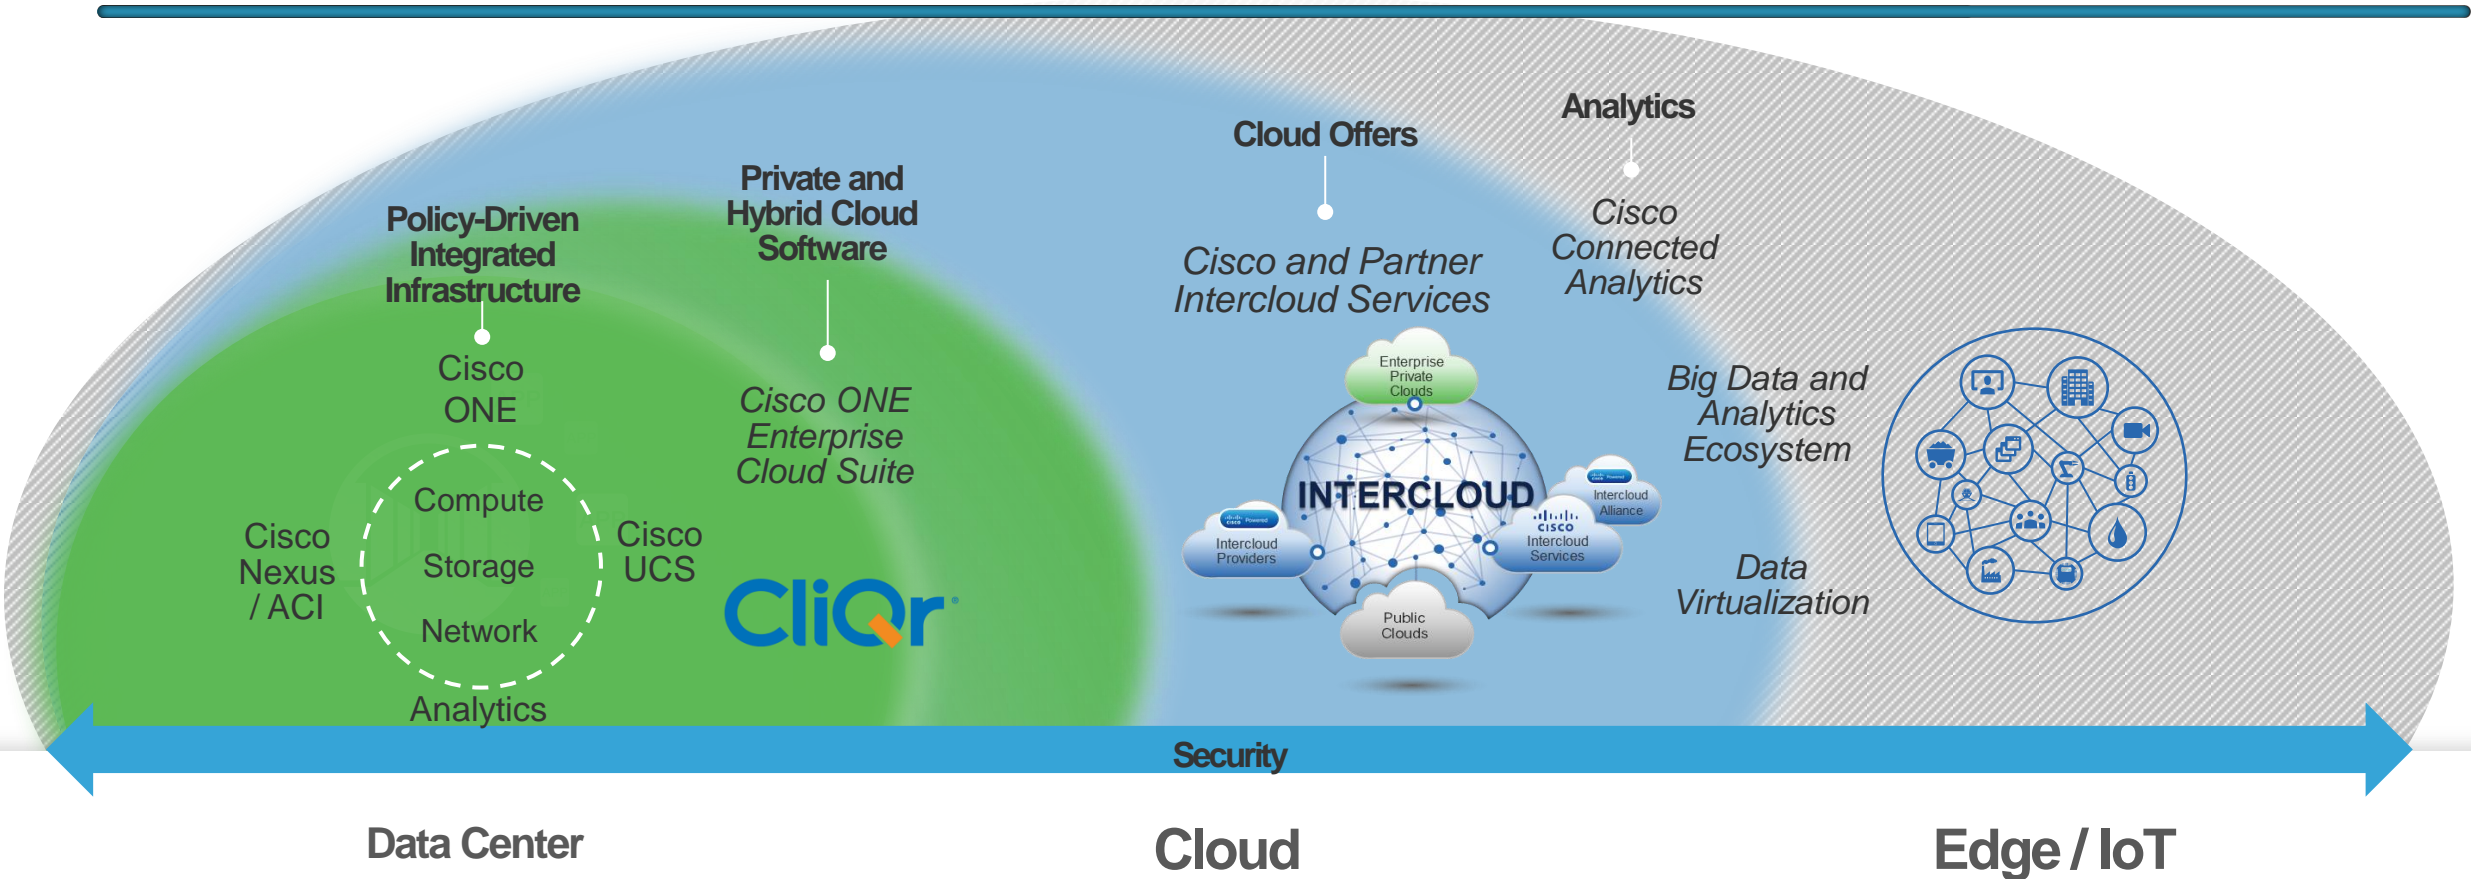 Policy-Driven
Integrated
Infrastructure
Cisco
ONE
Compute
Storage
Network
Cisco
Nexus
/ ACI
Cisco
UCS
Analytics
Private and
Hybrid Cloud
Software
Cisco ONE
Enterprise
Cloud Suite
CliQr
Cloud Offers
Cisco and Partner
Intercloud Services
Enterprise
Private
Clouds
INTERCLOUD
CISCO Powered
Intercloud
Providers
Intercloud
Alliance
CISCO
Intercloud
Services
Public
Clouds
Analytics
Cisco
Connected
Analytics
Big Data and
Analytics
Ecosystem
Data
Virtualization
Security
Data Center
Cloud
Edge / IoT